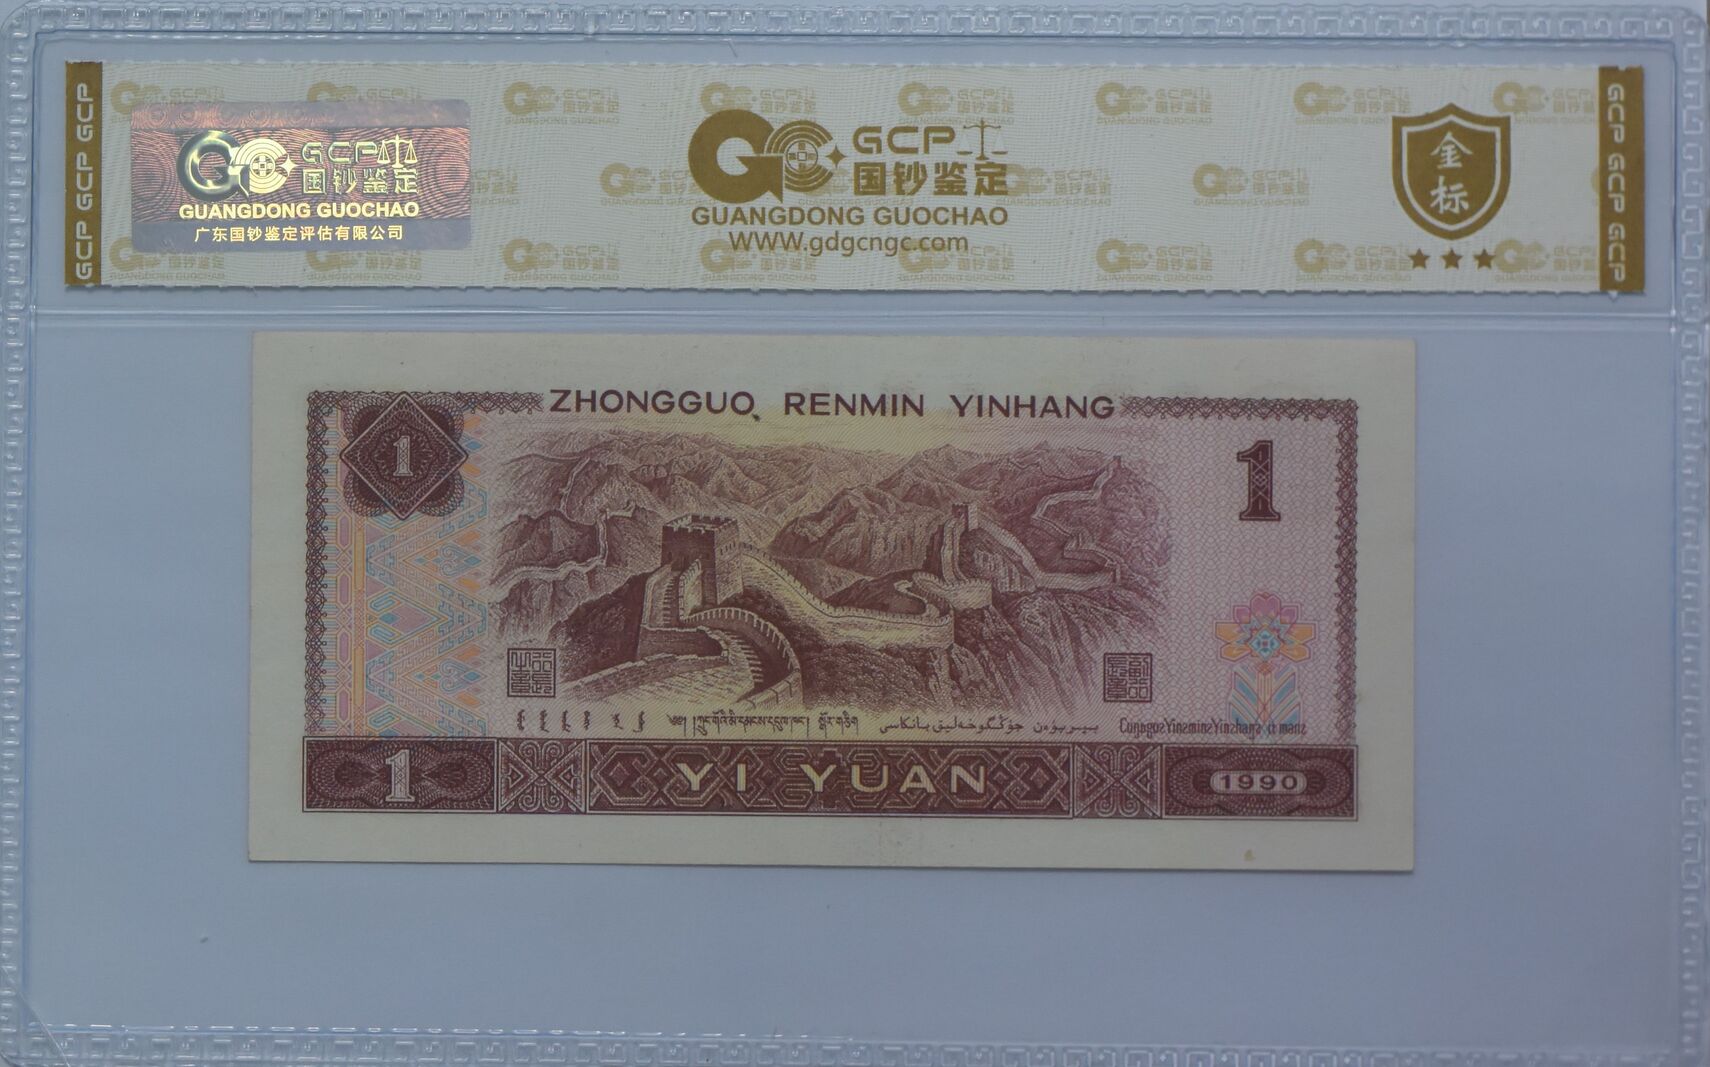 GCP GCP GCP
GCP
国钞鉴定
GUANGDONG GUOCHAO
广东国钞鉴定评估有限公司
GCP
国钞鉴定
GUANGDONG GUOCHAO
WWW.gdgcngc.com
金
标
GCP GCP GCP
ZHONGGUO RENMIN YINHANG
1
1
1
YI YUAN
1990